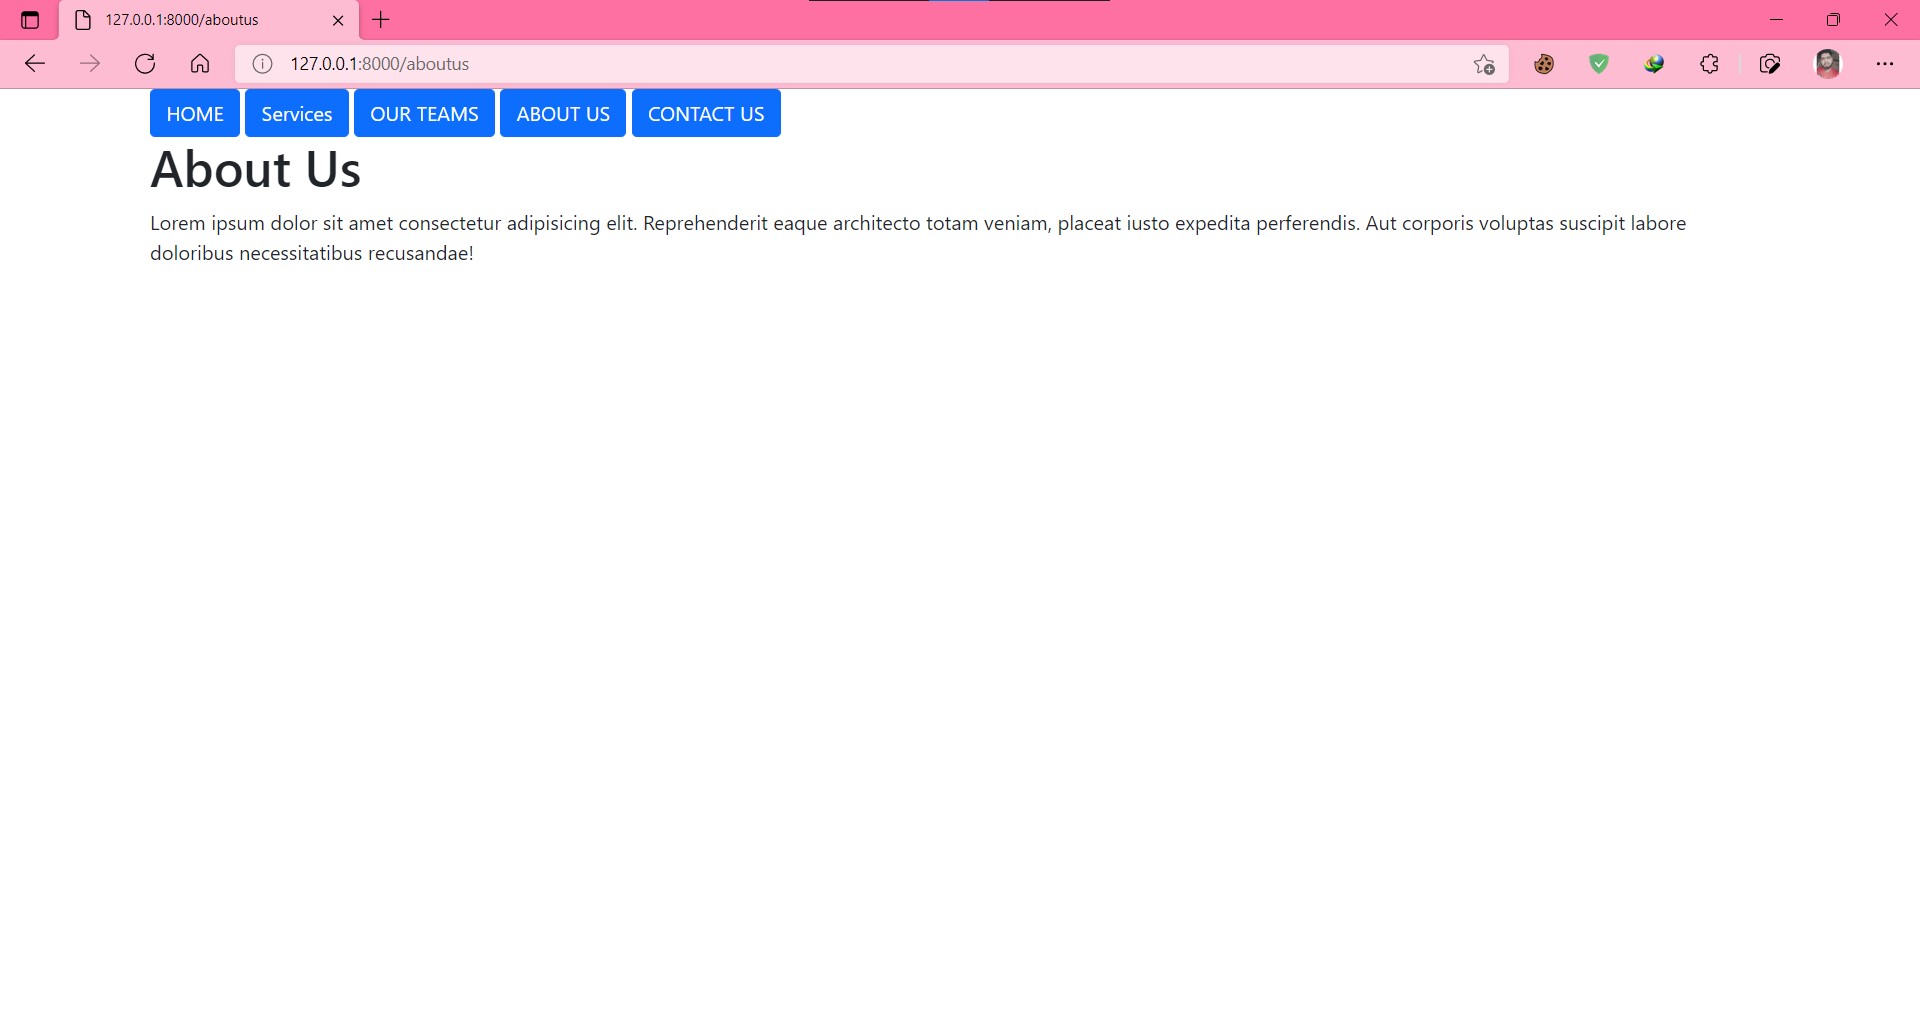 127.0.0.1:8000/aboutus
127.0.0.1:8000/aboutus
HOME Services OUR TEAMS ABOUT US CONTACT US
About Us
Lorem ipsum dolor sit amet consectetur adipisicing elit. Reprehenderit eaque architecto totam veniam, placeat iusto expedita perferendis. Aut corporis voluptas suscipit labore
doloribus necessitatibus recusandae!